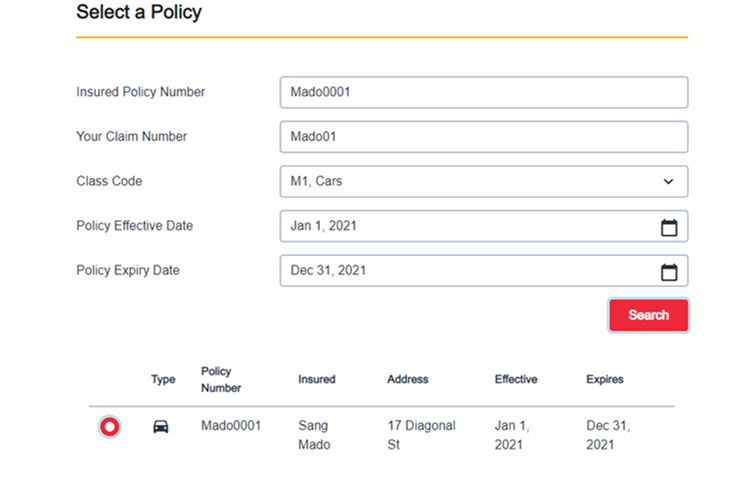 Select a Policy
Insured Policy Number Mado0001
Your Claim Number Mado01
Class Code M1, Cars
Policy Effective Date Jan 1, 2021
Policy Expiry Date Dec 31, 2021
Search
Type Policy Number Insured Address Effective Expires
Mado0001 Sang Mado 17 Diagonal St Jan 1, 2021 Dec 31, 2021